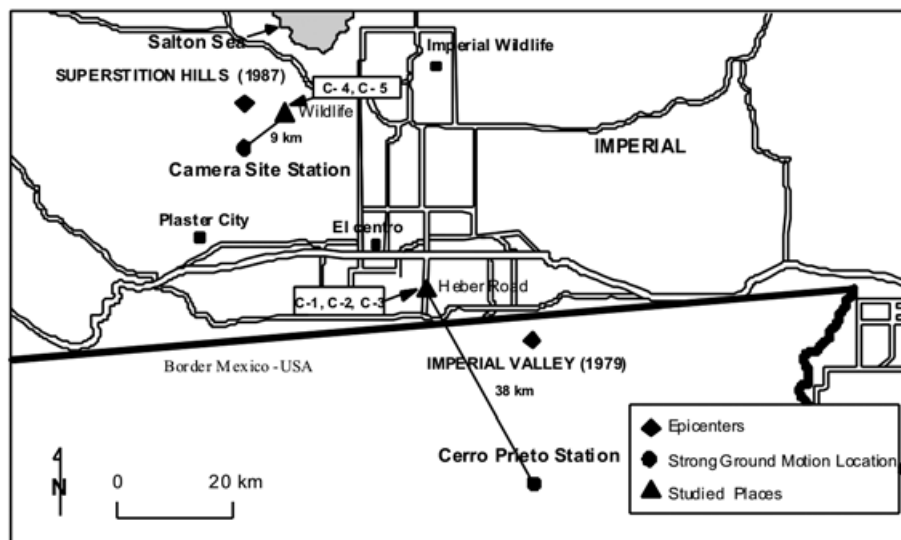 Salton Sea
Imperial Wildlife
SUPERSTITION HILLS (1987)
C- 4, C - 5
Wildlife
9 km
IMPERIAL
Camera Site Station
Plaster City
El centro
C-1, C-2, C-3
Heber Road
Border Mexico -USA
IMPERIAL VALLEY (1979)
38 km
Cerro Prieto Station
4
N
0 20 km
Epicenters
Strong Ground Motion Location
Studied Places